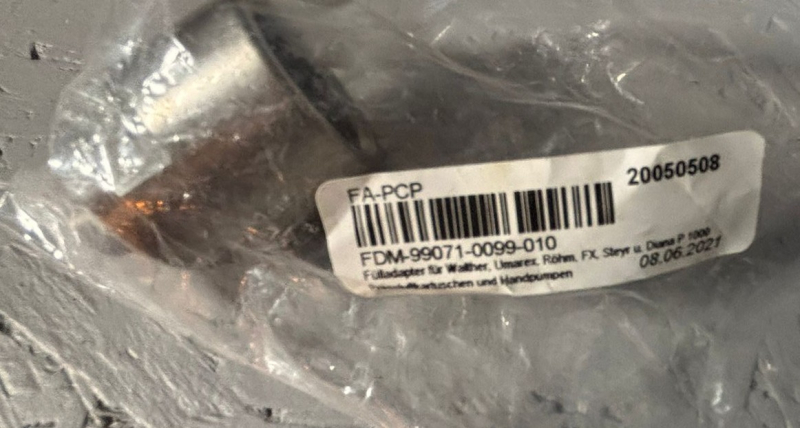 FA-PCP
20050508
FDM-99071-0099-010
Fülladapter für Walther, Umarex, Röhm, FX, Steyr u. Diana P 1000
und Handpumpen
08.06.2021